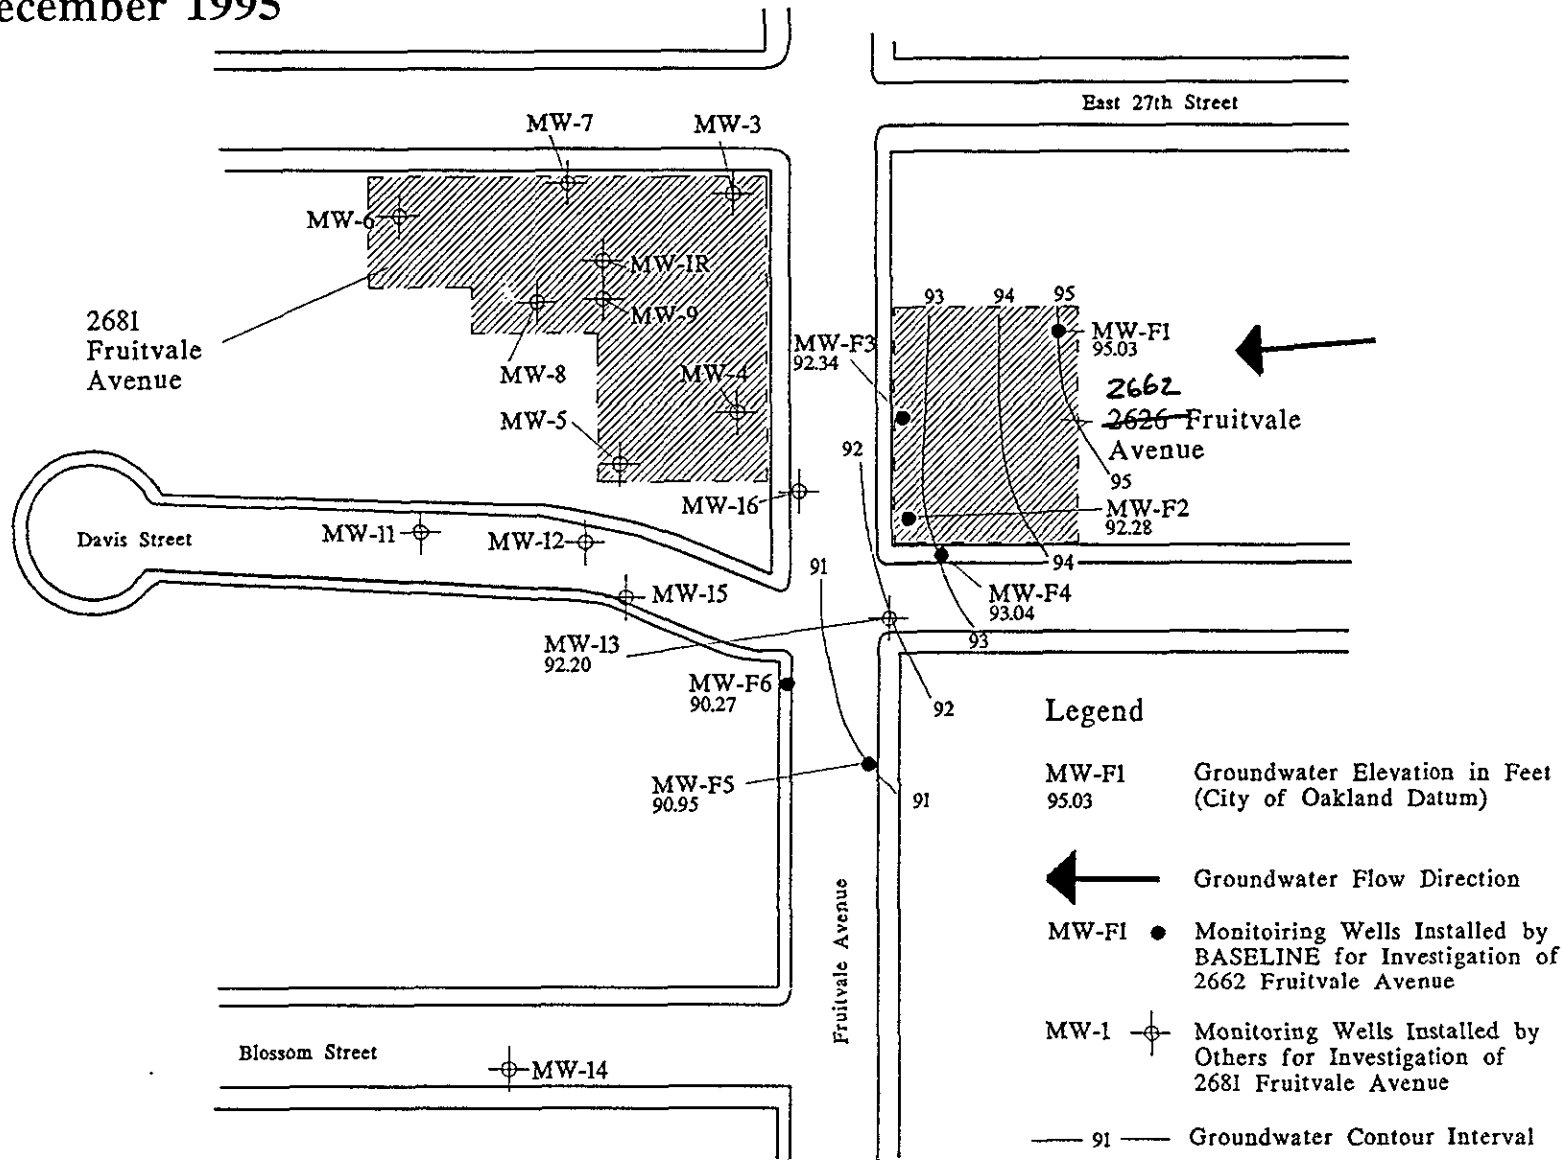 ecember 1995
East 27th Street
MW-7
MW-3
MW-6
MW-1R
MW-9
MW-8
MW-4
MW-5
2681
Fruitvale
Avenue
MW-F3
92.34
93
94
95
MW-F1
95.03
2662
2626 Fruitvale
Avenue
95
92
MW-16
MW-F2
92.28
Davis Street
MW-11
MW-12
MW-15
91
94
MW-F4
93.04
93
MW-13
92.20
MW-F6
90.27
92
MW-F5
90.95
91
Fruitvale Avenue
Blossom Street
MW-14
Legend
MW-F1
95.03
Groundwater Elevation in Feet
(City of Oakland Datum)
Groundwater Flow Direction
MW-F1
Monitoiring Wells Installed by
BASELINE for Investigation of
2662 Fruitvale Avenue
MW-1
Monitoring Wells Installed by
Others for Investigation of
2681 Fruitvale Avenue
91 Groundwater Contour Interval